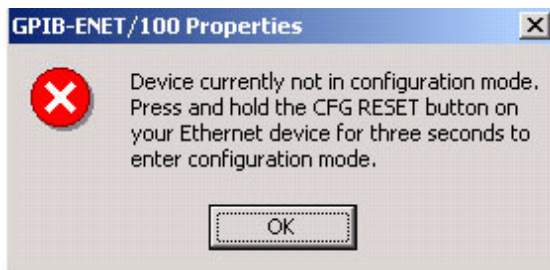 GPIB-ENET/100 Properties
Device currently not in configuration mode.
Press and hold the CFG RESET button on
your Ethernet device for three seconds to
enter configuration mode.
OK